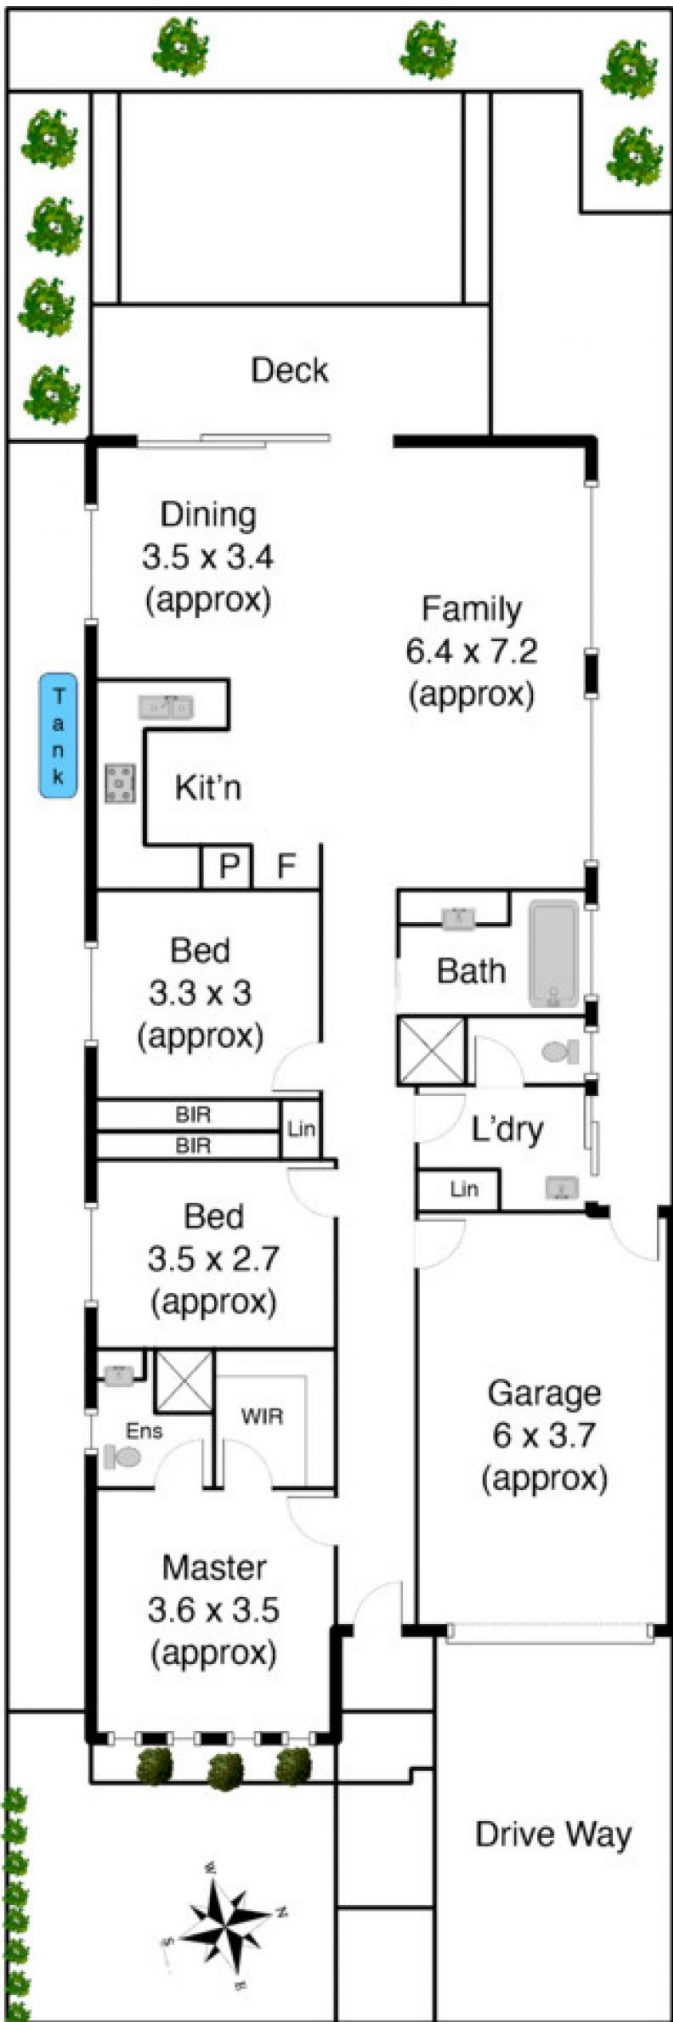 Deck
Dining
3.5 x 3.4
(approx)
Family
6.4 x 7.2
(approx)
Tank
Kit'n
P
F
Bed
3.3 x 3
(approx)
Bath
BIR
BIR
Lin
L'dry
Lin
Bed
3.5 x 2.7
(approx)
Ens
WIR
Garage
6 x 3.7
(approx)
Master
3.6 x 3.5
(approx)
Drive Way
W
N
S
E